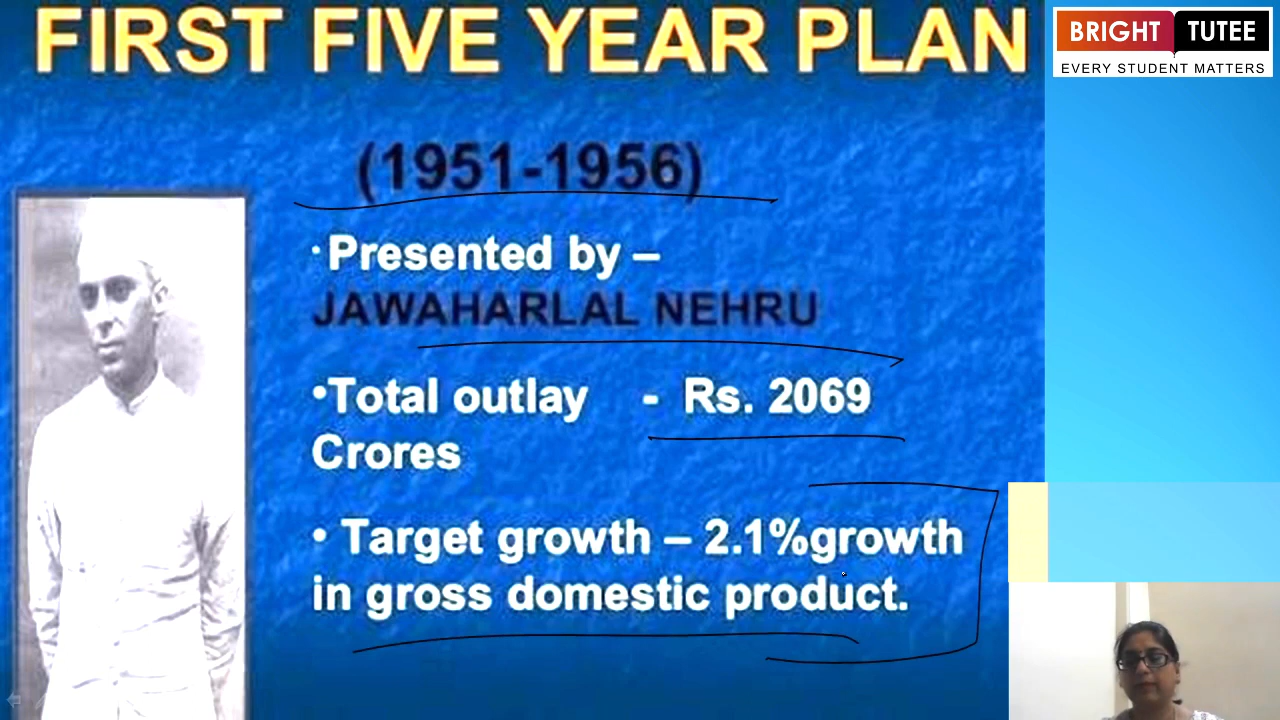 FIRST FIVE YEAR PLAN
BRIGHT TUTEE
EVERY STUDENT MATTERS
(1951-1956)
•Presented by –
JAWAHARLAL NEHRU
•Total outlay - Rs. 2069
Crores
• Target growth – 2.1%growth
in gross domestic product.